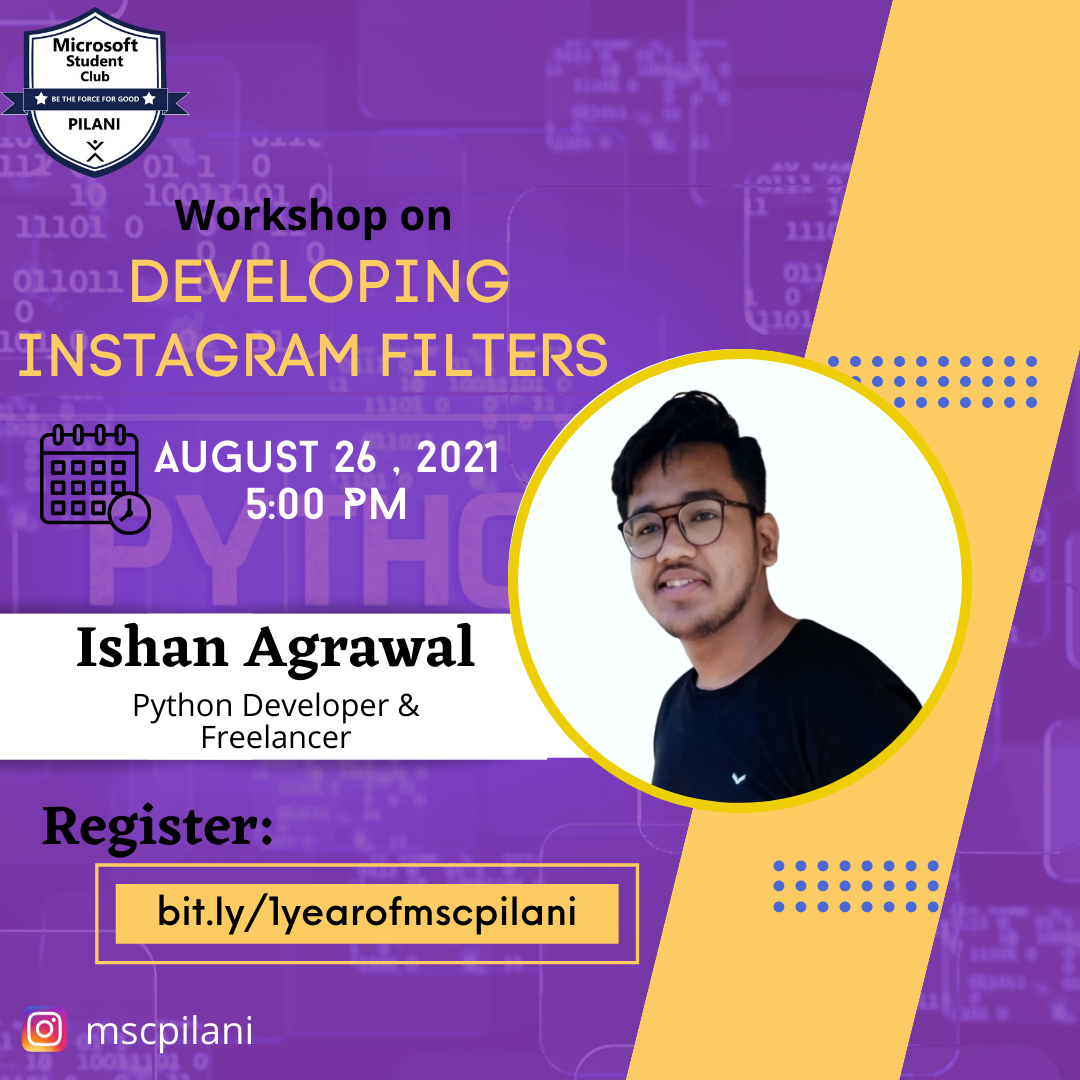 Microsoft
Student
Club
BE THE FORCE FOR GOOD
PILANI
Workshop on
DEVELOPING
INSTAGRAM FILTERS
AUGUST 26 , 2021
5:00 PM
PYTHO
Ishan Agrawal
Python Developer &
Freelancer
Register:
bit.ly/1yearofmscpilani
mscpilani